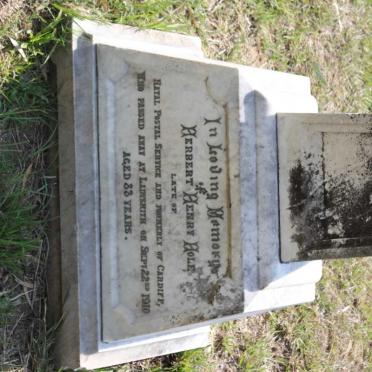 In Loving Memory
of
Herbert Henry Hole
late of
Natal Postal Service and formerly of Cardiff,
who passed away at Ladysmith on Sept. 22nd 1910
aged 33 years.